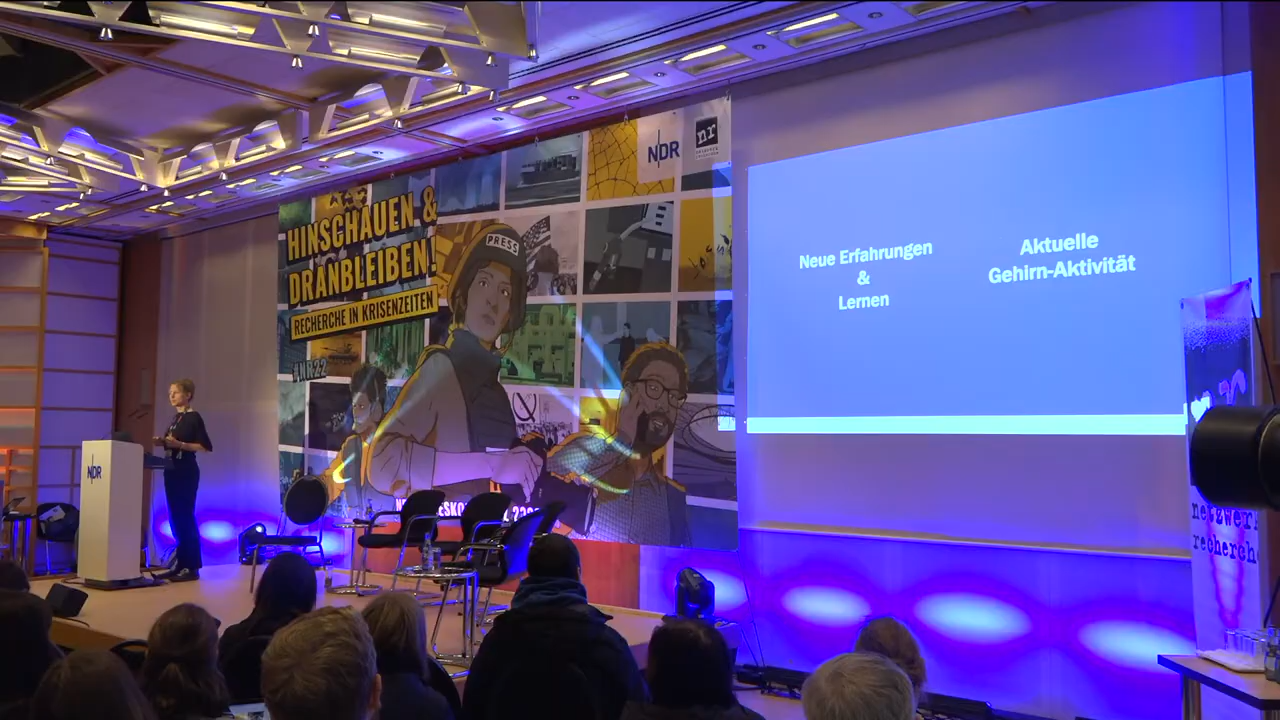 HINSCHAUEN &
DRANBLEIBEN!
RECHERCHE IN KRISENZEITEN
#NR22
PRESS
NDR
nr
Neue Erfahrungen
&
Lernen
Aktuelle
Gehirn-Aktivität
NDR
netzwerk
recherche